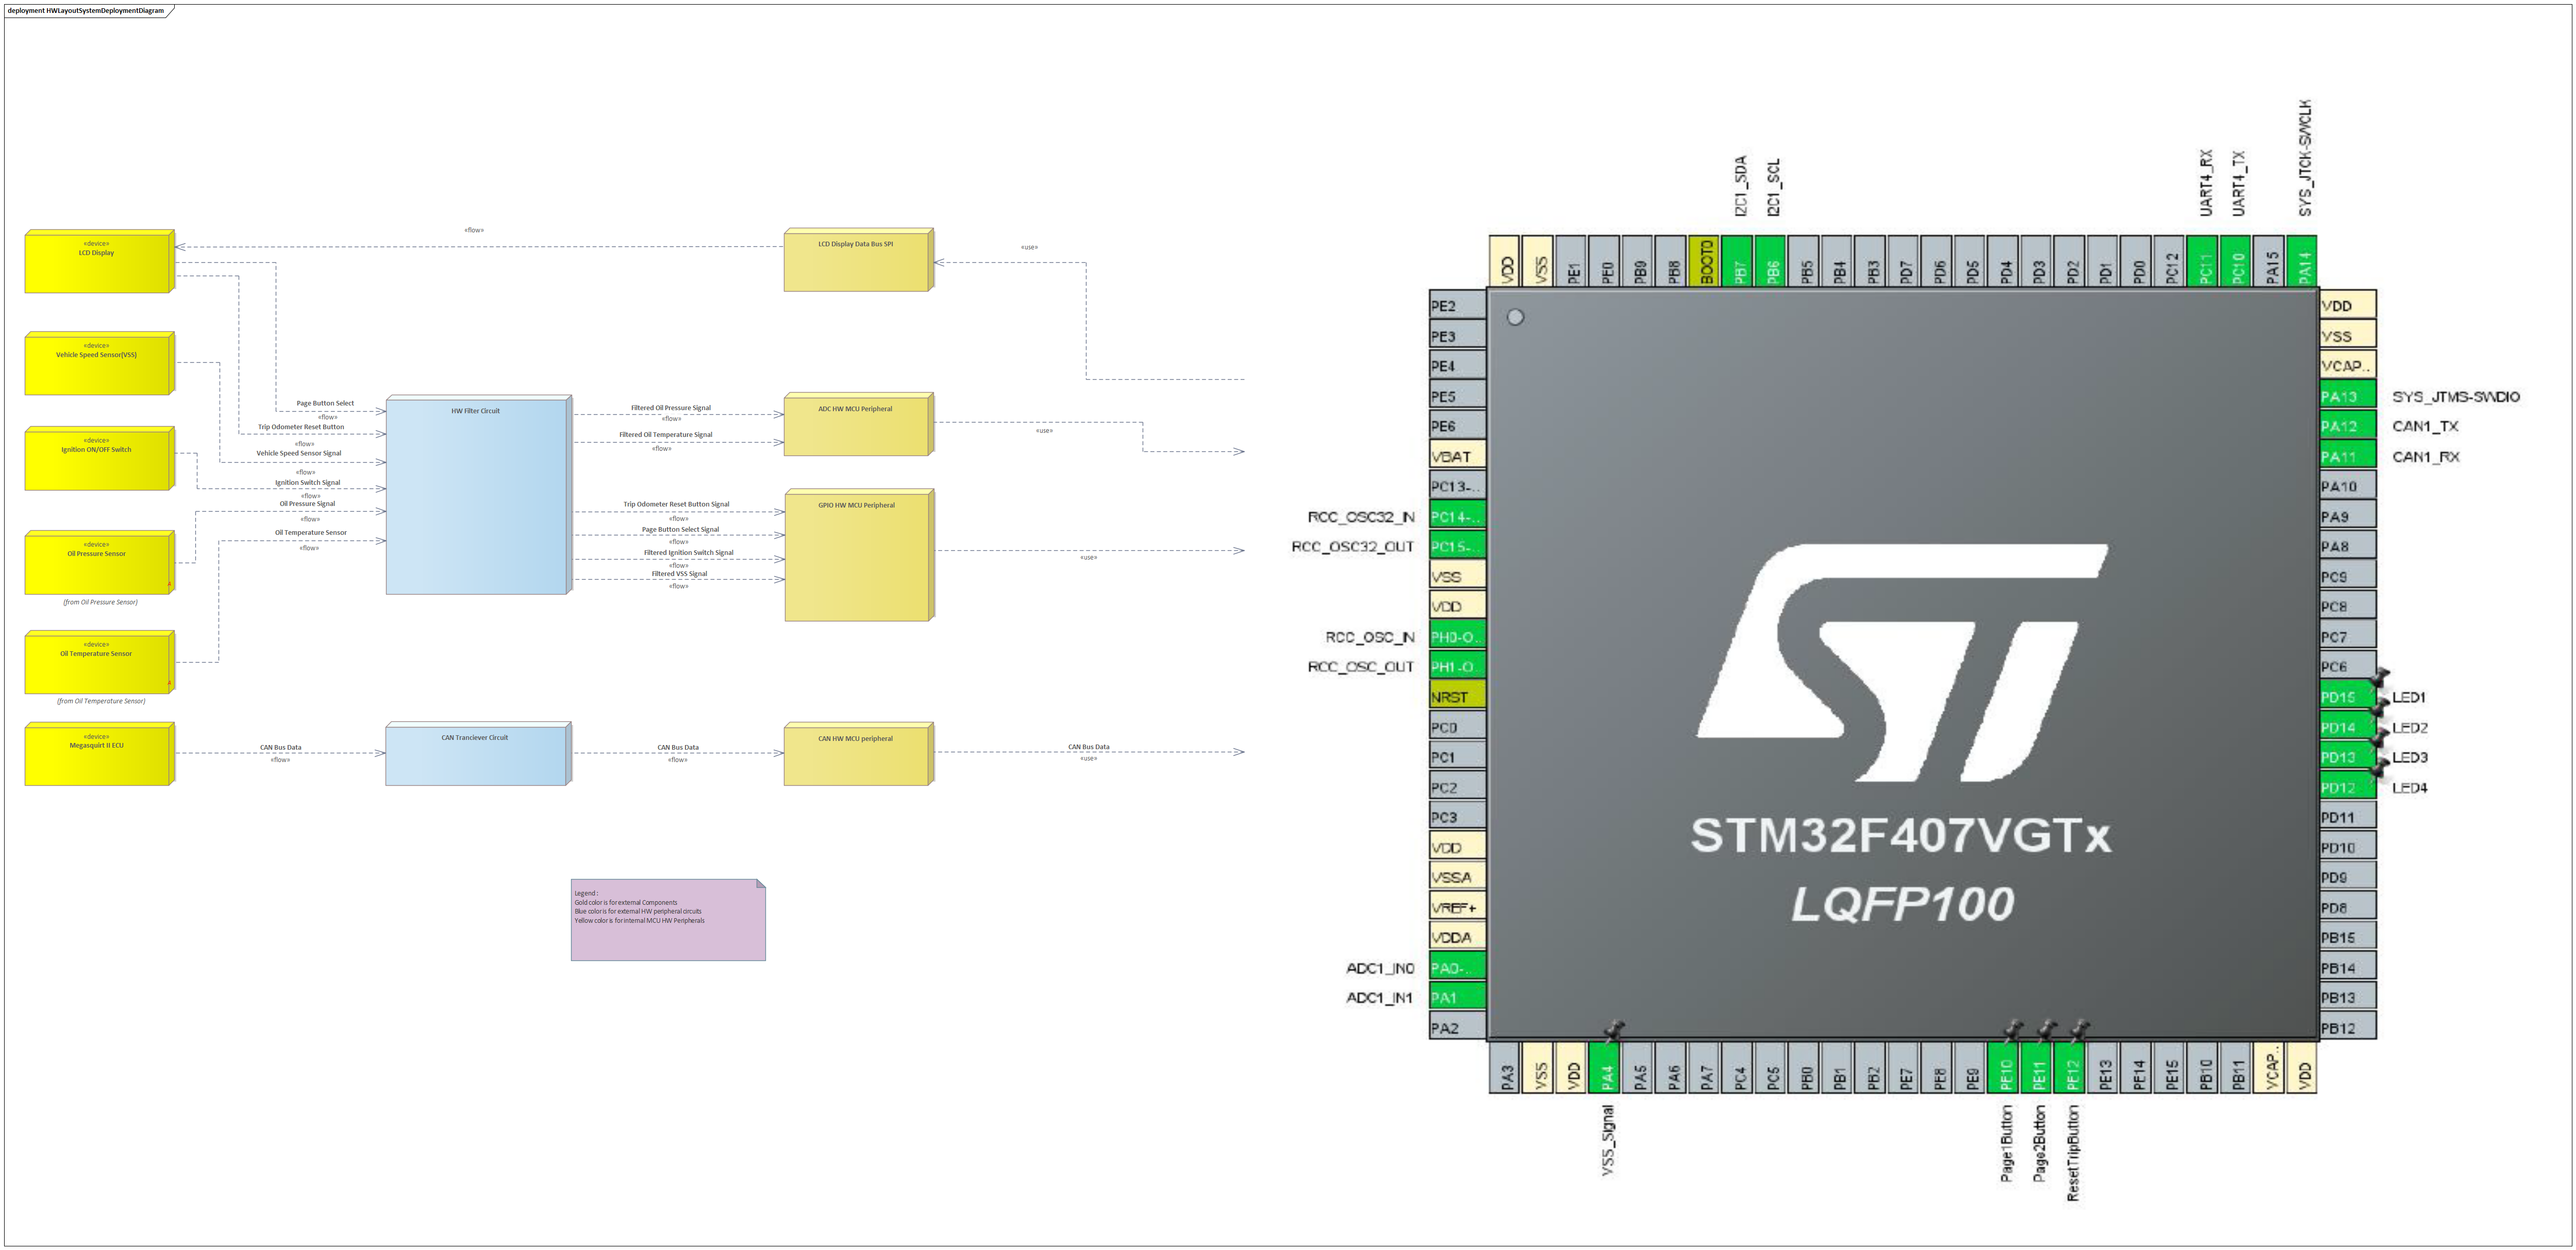 deployment HWLayoutSystemDeploymentDiagram
«device»
LCD Display
«flow»
LCD Display Data Bus SPI
«use»
«device»
Vehicle Speed Sensor(VSS)
«device»
Ignition ON/OFF Switch
«device»
Oil Pressure Sensor
A
(from Oil Pressure Sensor)
«device»
Oil Temperature Sensor
A
(from Oil Temperature Sensor)
«device»
Megasquirt II ECU
Page Button Select
«flow»
Trip Odometer Reset Button
«flow»
Vehicle Speed Sensor Signal
«flow»
Ignition Switch Signal
«flow»
Oil Pressure Signal
«flow»
Oil Temperature Sensor
«flow»
CAN Bus Data
«flow»
HW Filter Circuit
CAN Tranciever Circuit
Filtered Oil Pressure Signal
«flow»
Filtered Oil Temperature Signal
«flow»
Trip Odometer Reset Button Signal
«flow»
Page Button Select Signal
«flow»
Filtered Ignition Switch Signal
«flow»
Filtered VSS Signal
«flow»
CAN Bus Data
«flow»
ADC HW MCU Peripheral
«use»
GPIO HW MCU Peripheral
«use»
CAN HW MCU peripheral
CAN Bus Data
«use»
Legend :
Gold color is for external Components
Blue color is for external HW peripheral circuits
Yellow color is for internal MCU HW Peripherals
I2C1_SDA
I2C1_SCL
UART4_RX
UART4_TX
SYS_JTCK-SWCLK
VDD
VSS
PE1
PE0
PB9
PB8
BOOT0
PB7
PB6
PB5
PB4
PB3
PD7
PD6
PD5
PD4
PD3
PD2
PD1
PD0
PC12
PC11
PC10
PA15
PA14
PE2
PE3
PE4
PE5
PE6
VBAT
PC13-..
RCC_OSC32_IN PC14-..
RCC_OSC32_OUT PC15-..
VSS
VDD
RCC_OSC_IN PH0-O..
RCC_OSC_OUT PH1-O..
NRST
PC0
PC1
PC2
PC3
VDD
VSSA
VREF+
VDDA
ADC1_IN0 PA0-..
ADC1_IN1 PA1
PA2
STM32F407VGTx
LQFP100
VDD
VSS
VCAP..
PA13 SYS_JTMS-SWDIO
PA12 CAN1_TX
PA11 CAN1_RX
PA10
PA9
PA8
PC9
PC8
PC7
PC6
PD15 LED1
PD14 LED2
PD13 LED3
PD12 LED4
PD11
PD10
PD9
PD8
PB15
PB14
PB13
PB12
PA3
VSS
VDD
PA4
PA5
PA6
PA7
PC4
PC5
PB0
PB1
PB2
PE7
PE8
PE9
PE10
PE11
PE12
PE13
PE14
PE15
PB10
PB11
VCAP..
VDD
VSS_Signal
Page1Button
Page2Button
ResetTripButton